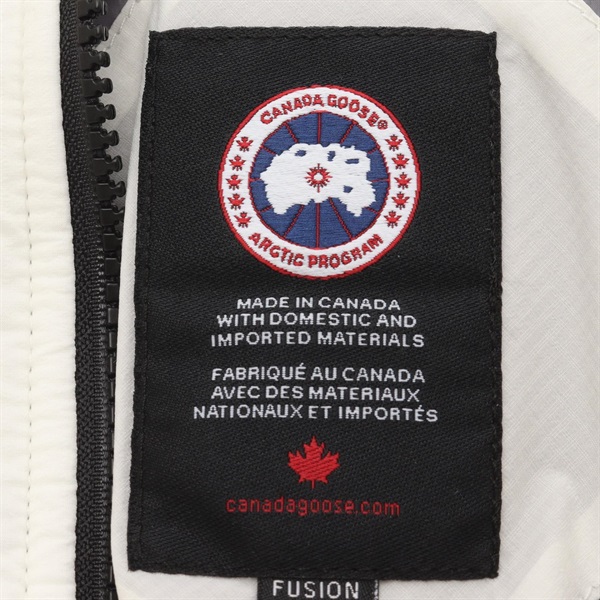 CANADA GOOSE®
ARCTIC PROGRAM
MADE IN CANADA
WITH DOMESTIC AND
IMPORTED MATERIALS
FABRIQUÉ AU CANADA
AVEC DES MATERIAUX
NATIONAUX ET IMPORTÉS
canadagoose.com
FUSION